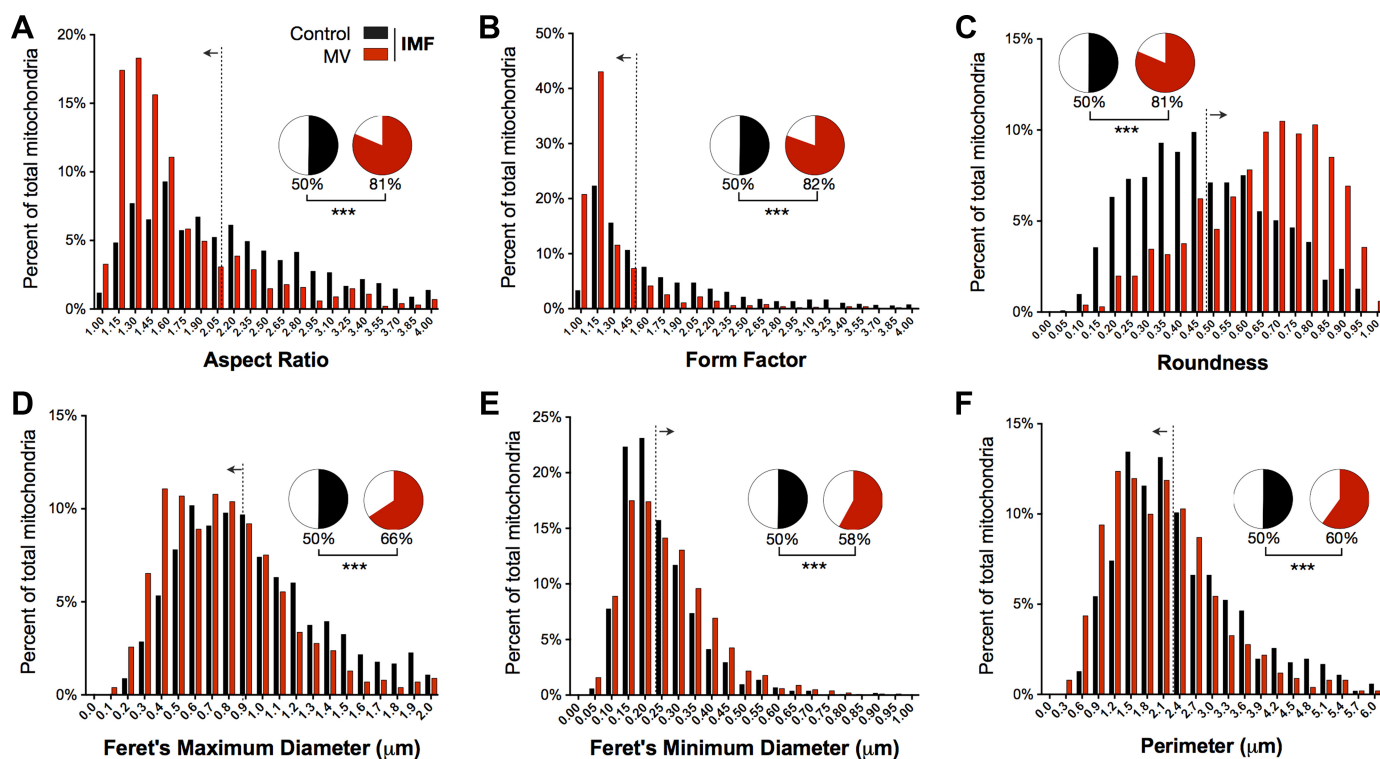 A
Control
MV
IMF
Percent of total mitochondria
20%
15%
10%
5%
0%
50%
81%
***
1.00 1.15 1.30 1.45 1.60 1.75 1.90 2.05 2.20 2.35 2.50 2.65 2.80 2.95 3.10 3.25 3.40 3.55 3.70 3.85 4.00
Aspect Ratio
B
Percent of total mitochondria
50%
40%
30%
20%
10%
0%
50%
82%
***
1.00 1.15 1.30 1.45 1.60 1.75 1.90 2.05 2.20 2.35 2.50 2.65 2.80 2.95 3.10 3.25 3.40 3.55 3.70 3.85 4.00
Form Factor
C
Percent of total mitochondria
15%
10%
5%
0%
50%
81%
***
0.00 0.05 0.10 0.15 0.20 0.25 0.30 0.35 0.40 0.45 0.50 0.55 0.60 0.65 0.70 0.75 0.80 0.85 0.90 0.95 1.00
Roundness
D
Percent of total mitochondria
15%
10%
5%
0%
50%
66%
***
0.0 0.1 0.2 0.3 0.4 0.5 0.6 0.7 0.8 0.9 1.0 1.1 1.2 1.3 1.4 1.5 1.6 1.7 1.8 1.9 2.0
Feret's Maximum Diameter (μm)
E
Percent of total mitochondria
25%
20%
15%
10%
5%
0%
50%
58%
***
0.00 0.05 0.10 0.15 0.20 0.25 0.30 0.35 0.40 0.45 0.50 0.55 0.60 0.65 0.70 0.75 0.80 0.85 0.90 0.95 1.00
Feret's Minimum Diameter (μm)
F
Percent of total mitochondria
15%
10%
5%
0%
50%
60%
***
0.0 0.3 0.6 0.9 1.2 1.5 1.8 2.1 2.4 2.7 3.0 3.3 3.6 3.9 4.2 4.5 4.8 5.1 5.4 5.7 6.0
Perimeter (μm)